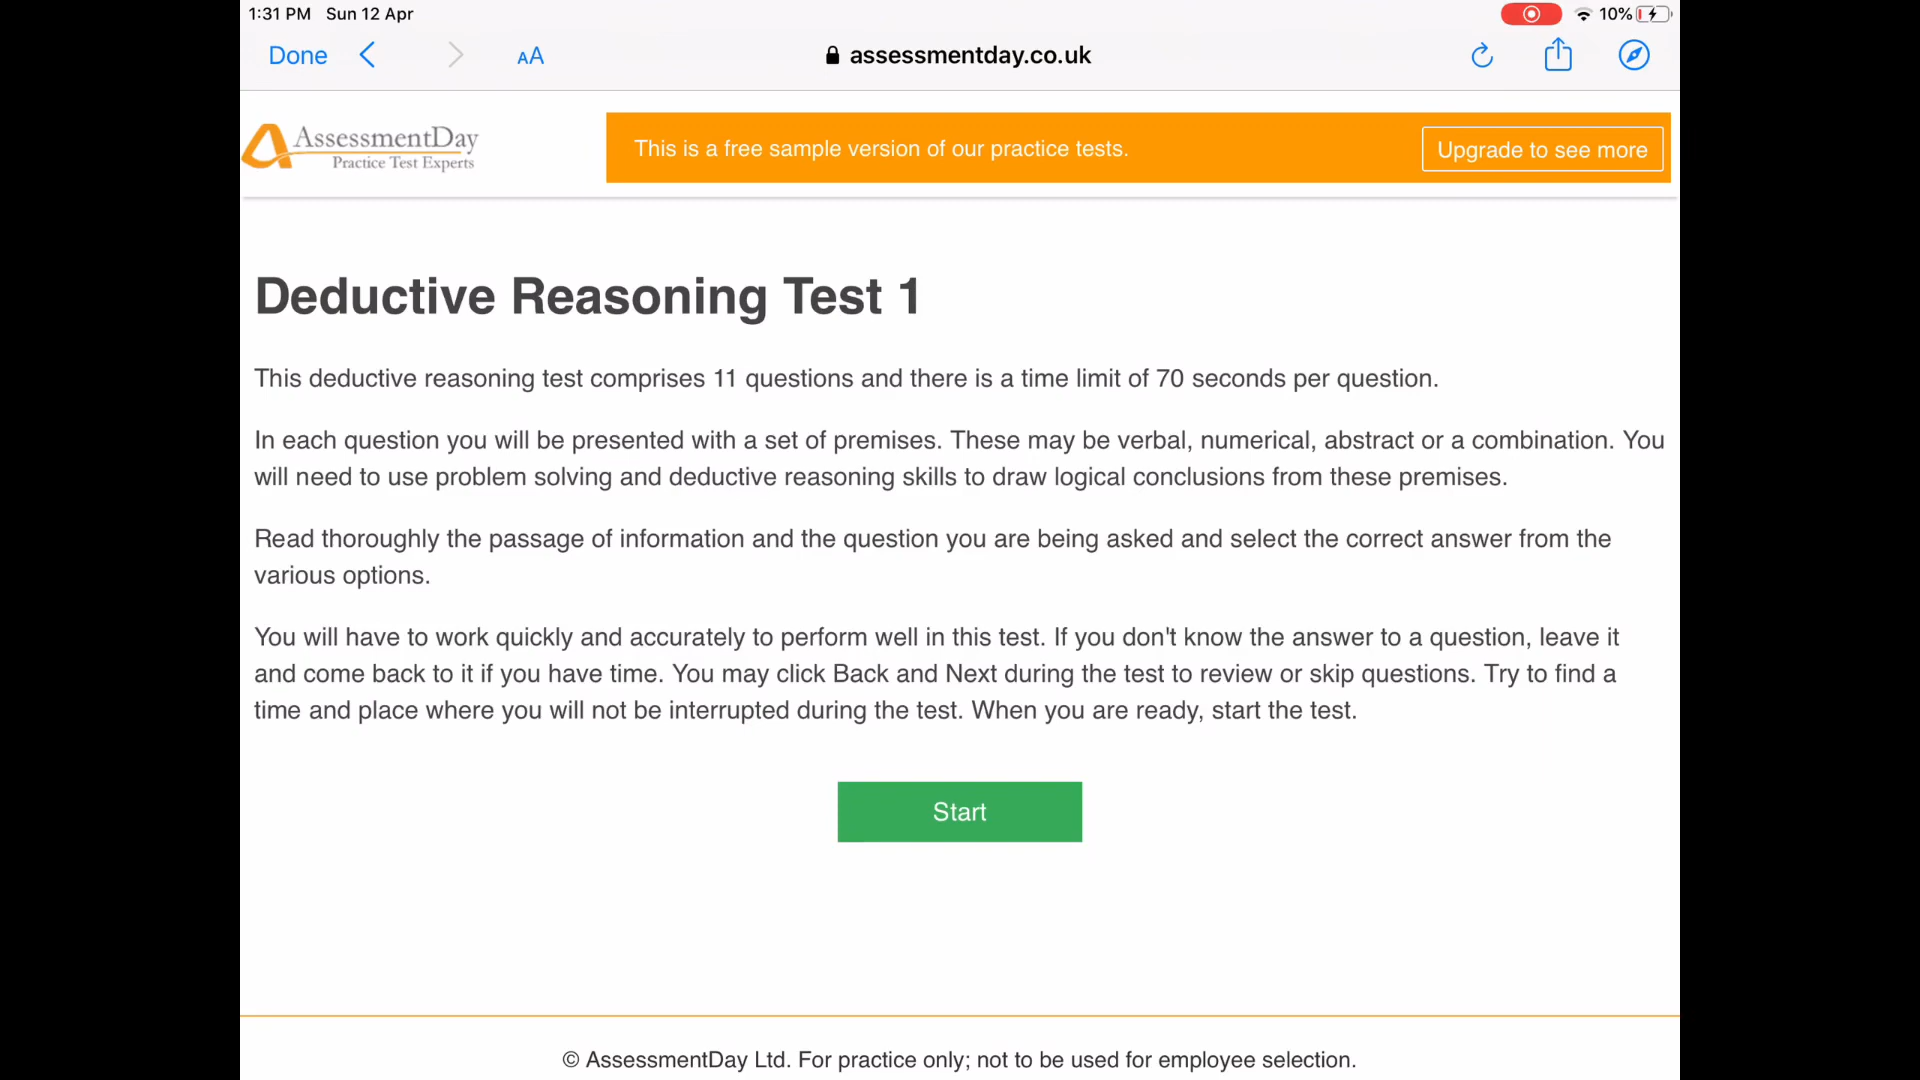 1:31 PM Sun 12 Apr
10%
Done
AA
assessmentday.co.uk
AssessmentDay
Practice Test Experts
This is a free sample version of our practice tests.
Upgrade to see more
Deductive Reasoning Test 1
This deductive reasoning test comprises 11 questions and there is a time limit of 70 seconds per question.
In each question you will be presented with a set of premises. These may be verbal, numerical, abstract or a combination. You
will need to use problem solving and deductive reasoning skills to draw logical conclusions from these premises.
Read thoroughly the passage of information and the question you are being asked and select the correct answer from the
various options.
You will have to work quickly and accurately to perform well in this test. If you don't know the answer to a question, leave it
and come back to it if you have time. You may click Back and Next during the test to review or skip questions. Try to find a
time and place where you will not be interrupted during the test. When you are ready, start the test.
Start
© AssessmentDay Ltd. For practice only; not to be used for employee selection.